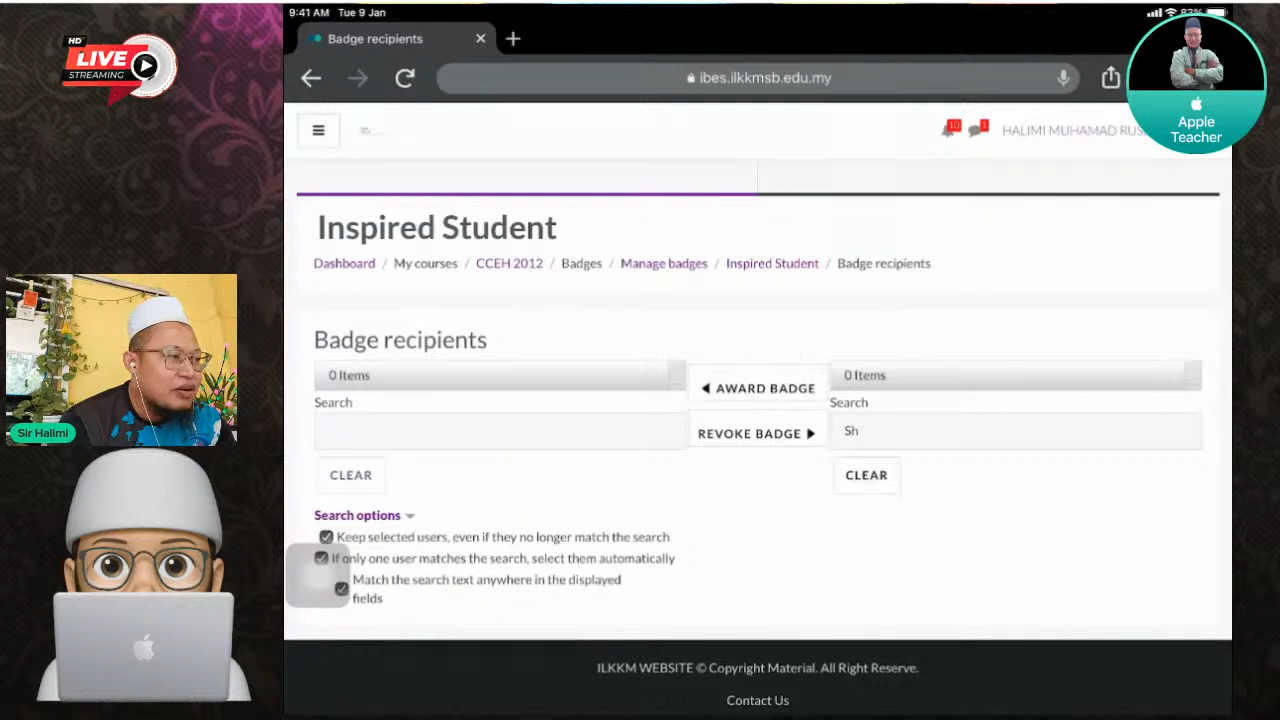 9:41 AM Tue 9 Jan
82%
HD
LIVE
STREAMING
Badge recipients
ibes.ilkkmsb.edu.my
Apple
Teacher
10
1
HALIMI MUHAMAD
Inspired Student
Dashboard / My courses / CCEH 2012 / Badges / Manage badges / Inspired Student / Badge recipients
Badge recipients
0 Items
AWARD BADGE
0 Items
Search
Search
REVOKE BADGE
Sh
CLEAR
CLEAR
Search options
Keep selected users, even if they no longer match the search
If only one user matches the search, select them automatically
Match the search text anywhere in the displayed
fields
Sir Halimi
ILKKM WEBSITE © Copyright Material. All Right Reserve.
Contact Us